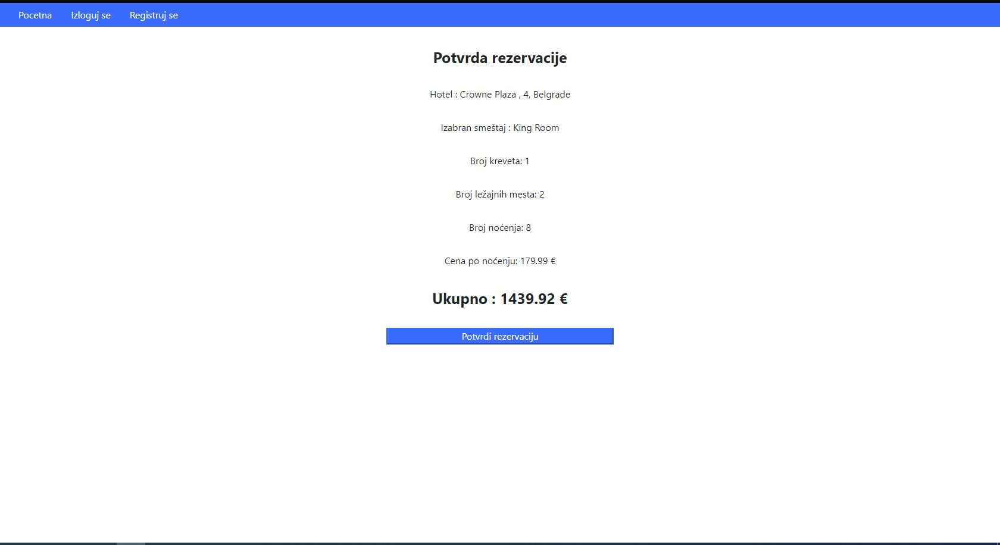 Pocetna Izloguj se Registruj se
Potvrda rezervacije
Hotel : Crowne Plaza , 4, Belgrade
Izabran smeštaj : King Room
Broj kreveta: 1
Broj ležajnih mesta: 2
Broj noćenja: 8
Cena po noćenju: 179.99 €
Ukupno : 1439.92 €
Potvrdi rezervaciju